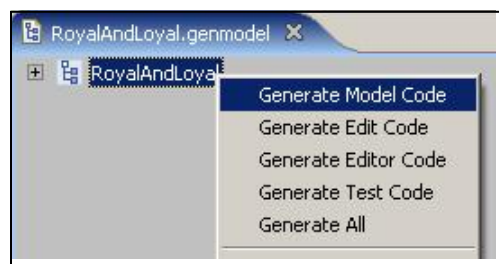 RoyalAndLoyal.genmodel
RoyalAndLoyal
Generate Model Code
Generate Edit Code
Generate Editor Code
Generate Test Code
Generate All